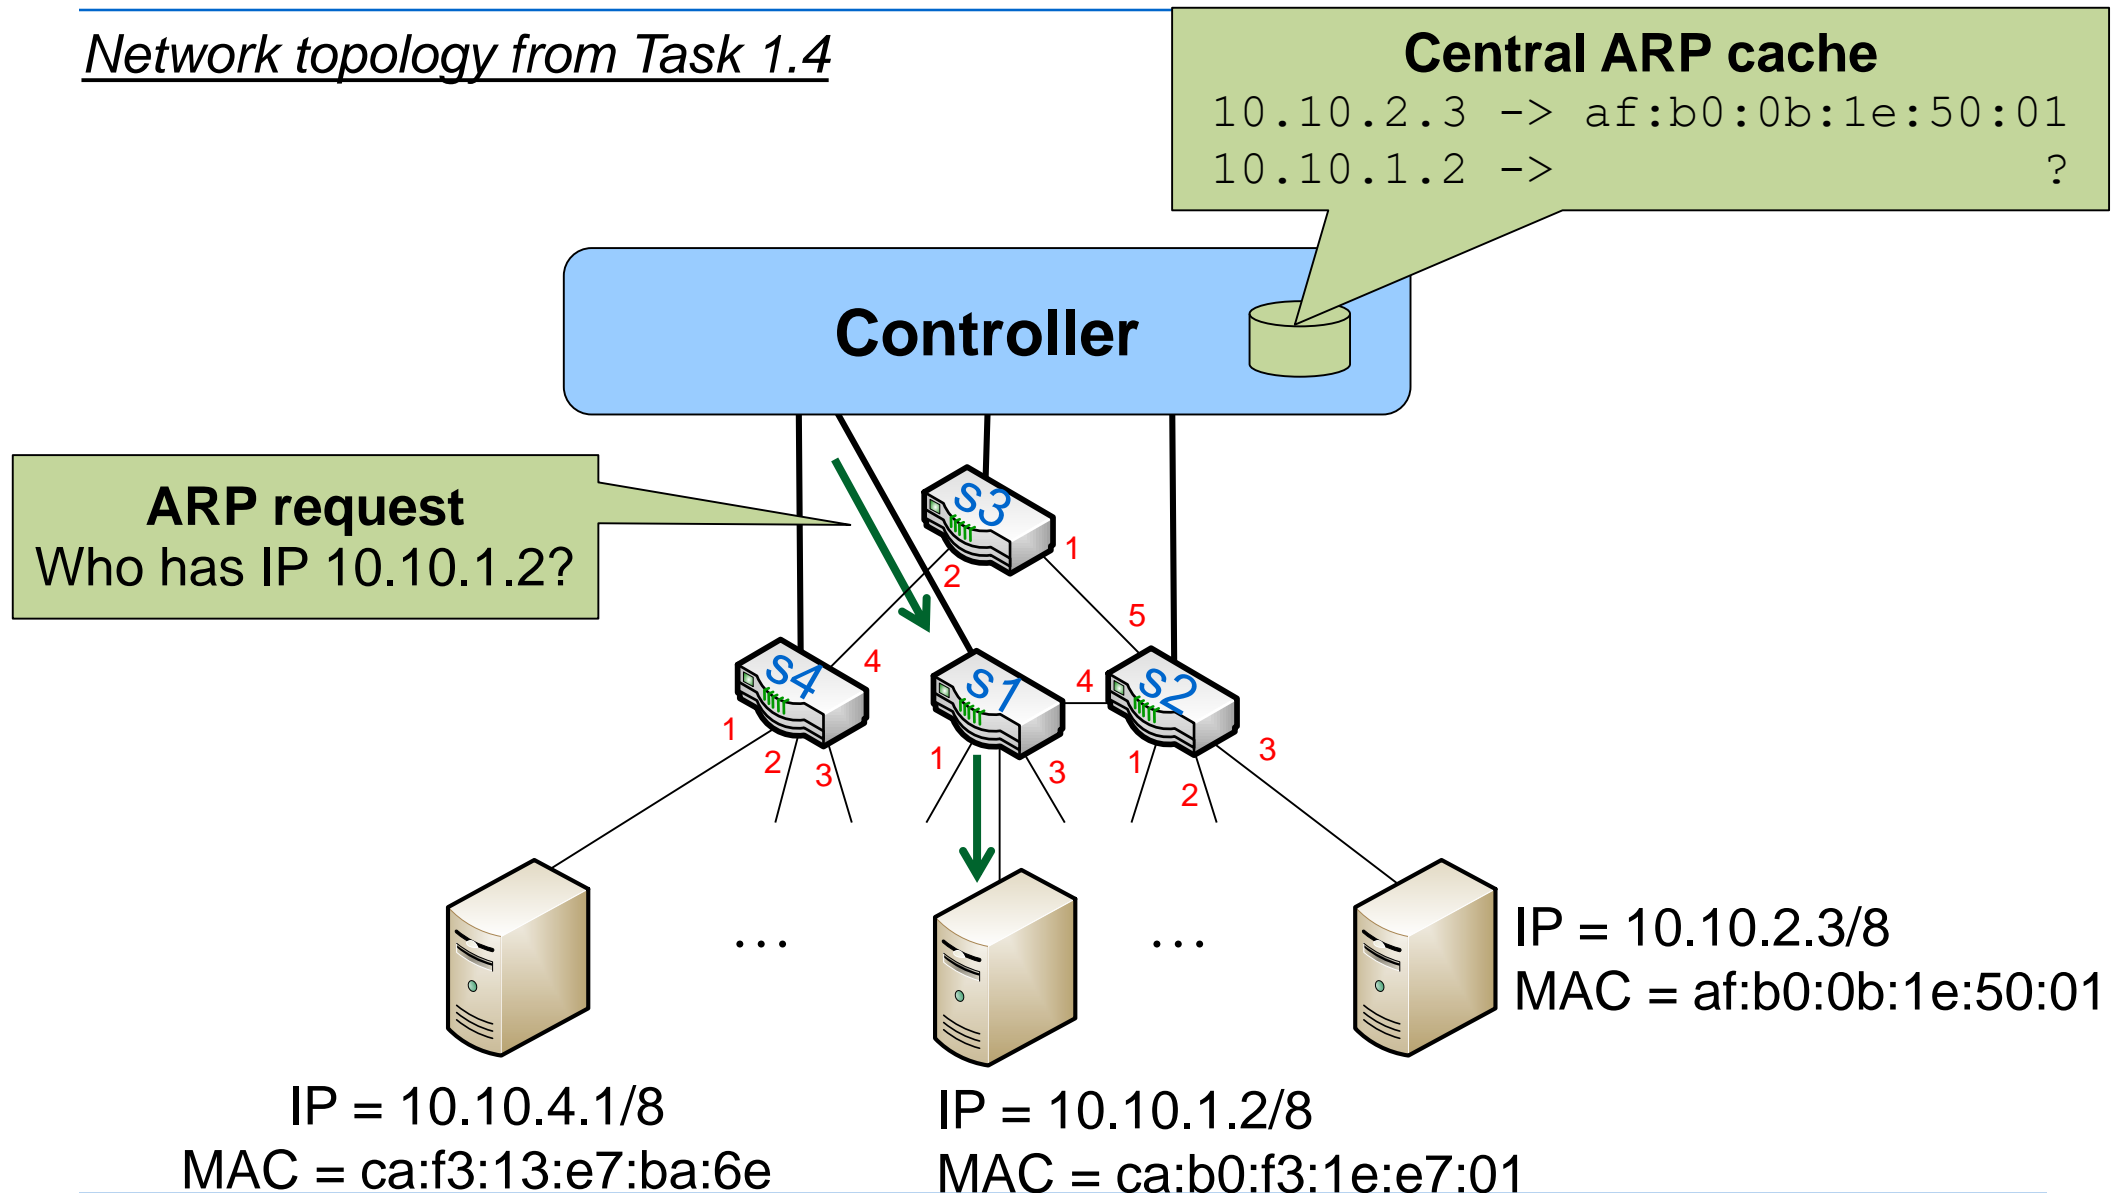 Network topology from Task 1.4
Central ARP cache
10.10.2.3 -> af:b0:0b:1e:50:01
10.10.1.2 -> ?
Controller
ARP request
Who has IP 10.10.1.2?
s3
1
2
5
s4
4
s1
4
s2
1
2
3
1
3
1
2
3
...
...
IP = 10.10.2.3/8
MAC = af:b0:0b:1e:50:01
IP = 10.10.4.1/8
MAC = ca:f3:13:e7:ba:6e
IP = 10.10.1.2/8
MAC = ca:b0:f3:1e:e7:01